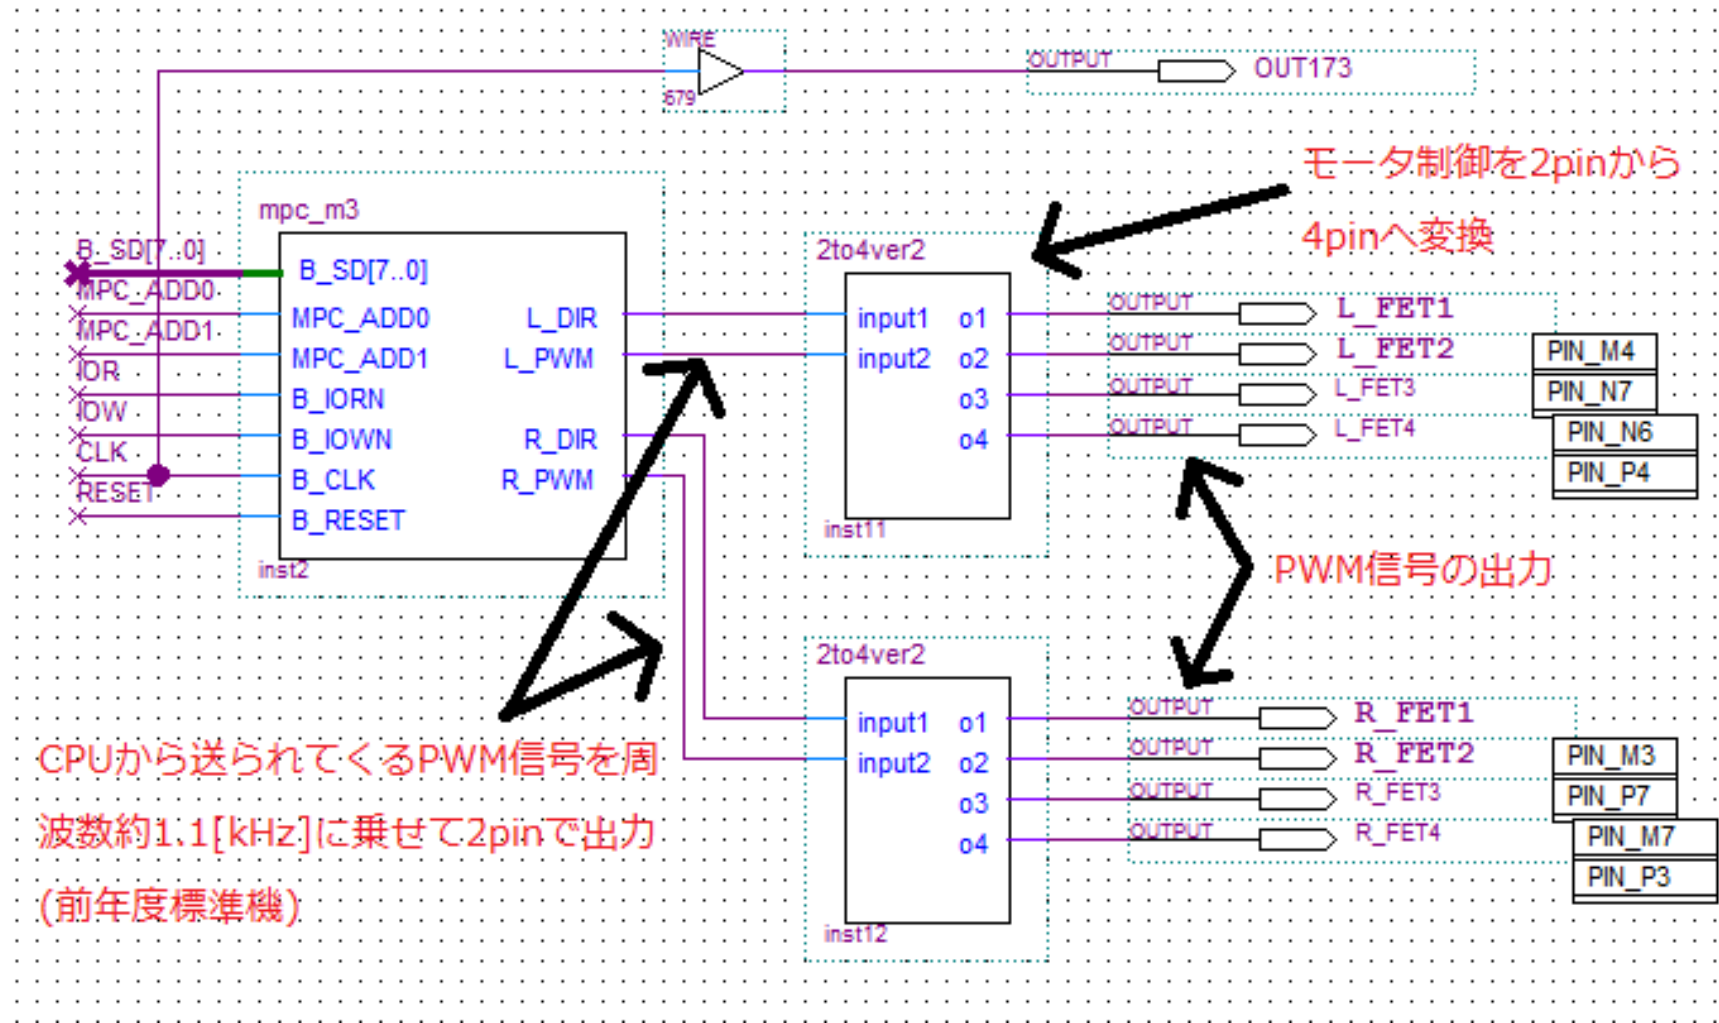 WIRE
679
OUTPUT OUT173
モータ制御を2pinから
4pinへ変換
mpc_m3
B_SD[7..0]
MPC_ADD0
MPC_ADD1
IOR
IOW
CLK
RESET
B_SD[7..0]
MPC_ADD0 L_DIR
MPC_ADD1 L_PWM
B_IORN
B_IOWN R_DIR
B_CLK R_PWM
B_RESET
inst2
2to4ver2
input1 o1
input2 o2
o3
o4
inst11
OUTPUT L_FET1
OUTPUT L_FET2
OUTPUT L_FET3
OUTPUT L_FET4
PIN_M4
PIN_N7
PIN_N6
PIN_P4
PWM信号の出力
2to4ver2
input1 o1
input2 o2
o3
o4
inst12
OUTPUT R_FET1
OUTPUT R_FET2
OUTPUT R_FET3
OUTPUT R_FET4
PIN_M3
PIN_P7
PIN_M7
PIN_P3
CPUから送られてくるPWM信号を周
波数約1.1[kHz]に乗せて2pinで出力
(前年度標準機)